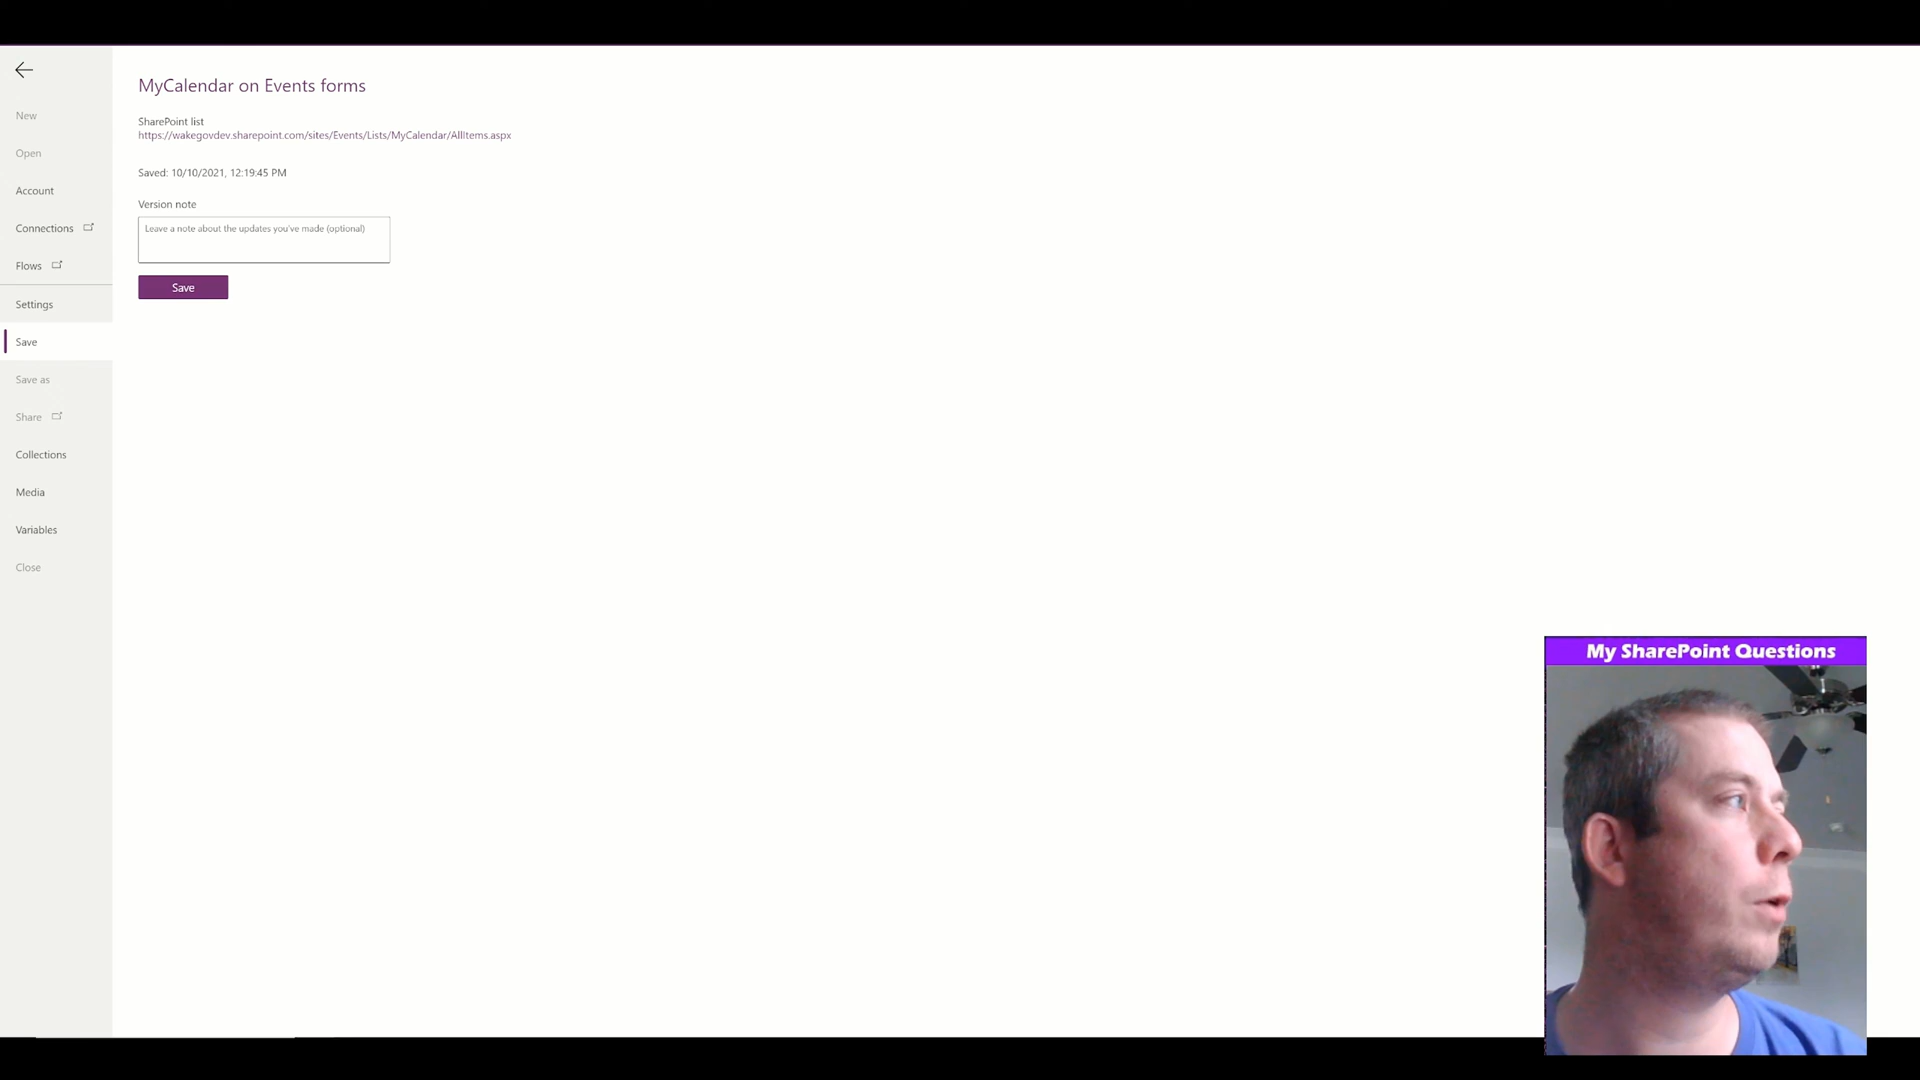 MyCalendar on Events forms
SharePoint list
https://wakegovdev.sharepoint.com/sites/Events/Lists/MyCalendar/AllItems.aspx
Saved: 10/10/2021, 12:19:45 PM
Version note
Leave a note about the updates you've made (optional)
Save
New
Open
Account
Connections
Flows
Settings
Save
Save as
Share
Collections
Media
Variables
Close
My SharePoint Questions